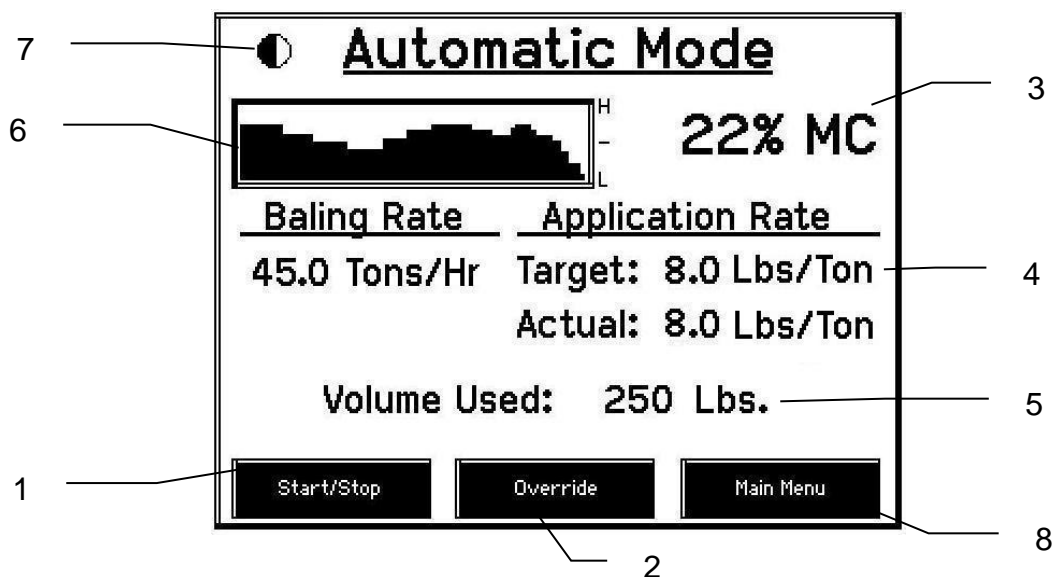 7
Automatic Mode
3
6
H
–
L
22% MC
Baling Rate Application Rate
45.0 Tons/Hr Target: 8.0 Lbs/Ton
4
Actual: 8.0 Lbs/Ton
Volume Used: 250 Lbs.
5
1
Start/Stop Override Main Menu
8
2